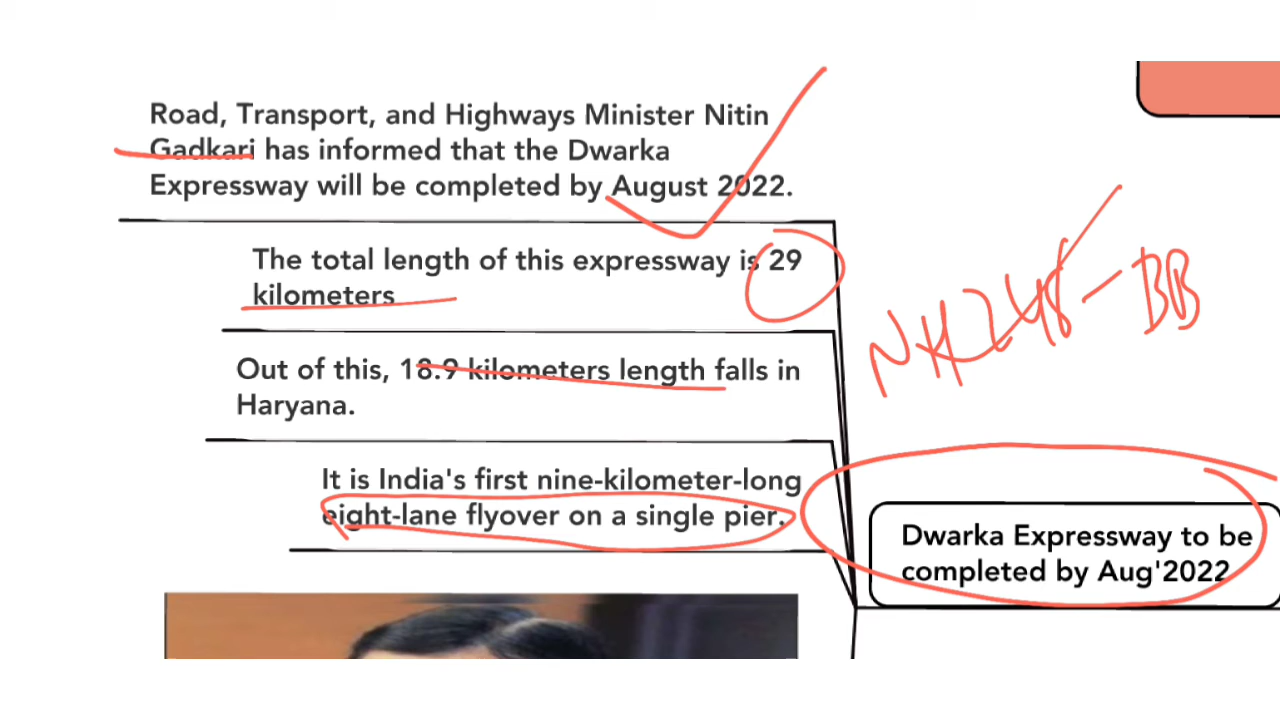 Road, Transport, and Highways Minister Nitin
Gadkari has informed that the Dwarka
Expressway will be completed by August 2022.
The total length of this expressway is 29
kilometers
Out of this, 18.9 kilometers length falls in
Haryana.
It is India's first nine-kilometer-long
eight-lane flyover on a single pier.
NH248-BB
Dwarka Expressway to be
completed by Aug'2022